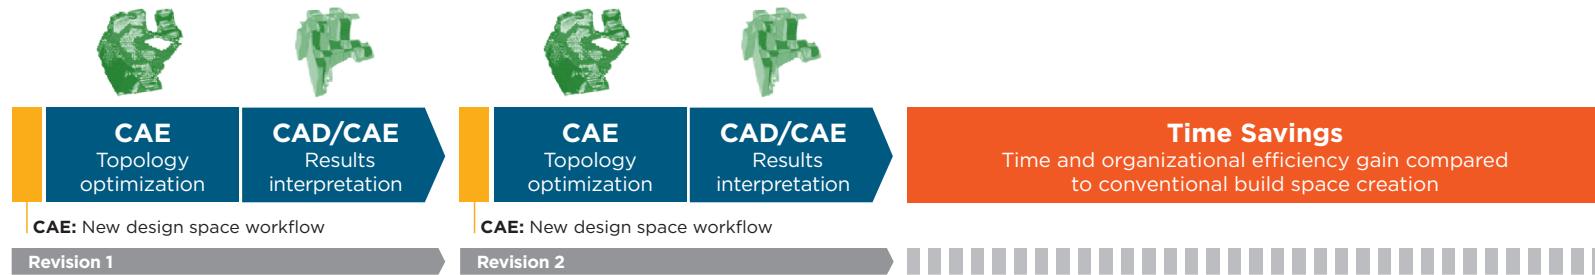 CAE
Topology
optimization
CAD/CAE
Results
interpretation
CAE: New design space workflow
Revision 1
CAE
Topology
optimization
CAD/CAE
Results
interpretation
CAE: New design space workflow
Revision 2
Time Savings
Time and organizational efficiency gain compared
to conventional build space creation